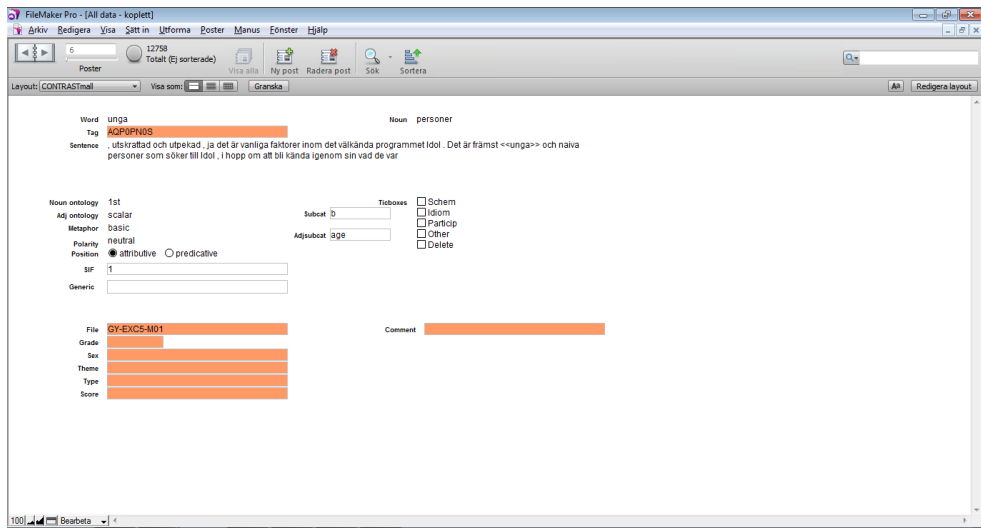 FileMaker Pro - [All data - koplett]
Arkiv Redigera Visa Sätt in Utforma Poster Manus Fönster Hjälp
6
12758
Totalt (Ej sorterade)
Poster
Visa alla Ny post Radera post Sök Sortera
Layout: CONTRASTmall Visa som: Granska Aa Redigera layout
Word unga Noun personer
Tag AQP0PN0S
Sentence , utskrattad och utpekad , ja det är vanliga faktorer inom det välkända programmet Idol . Det är främst <<unga>> och naiva
personer som söker till Idol , i hopp om att bli kända igenom sin vad de var
Noun ontology 1st Ticboxes Schem
Adj ontology scalar Subcat b Idiom
Metaphor basic Particip
Polarity neutral Adjsubcat age Other
Position attributive predicative Delete
SIF 1
Generic
File GY-EXC5-M01 Comment
Grade
Sex
Theme
Type
Score
100 Bearbeta